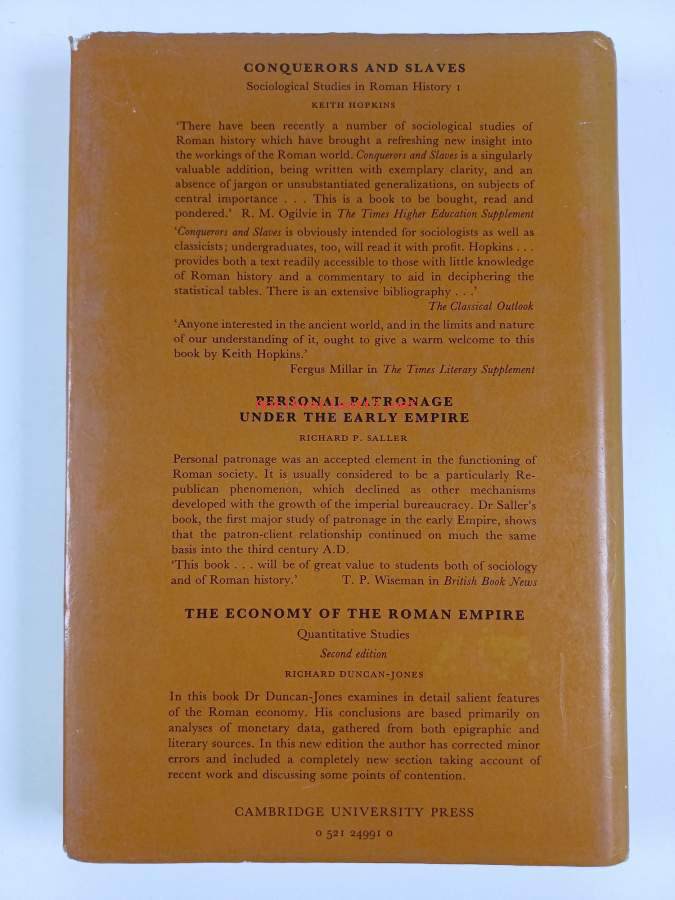 CONQUERORS AND SLAVES
Sociological Studies in Roman History I
KEITH HOPKINS
'There have been recently a number of sociological studies of
Roman history which have brought a refreshing new insight into
the workings of the Roman world. Conquerors and Slaves is a singularly
valuable addition, being written with exemplary clarity, and an
absence of jargon or unsubstantiated generalizations, on subjects of
central importance . . . This is a book to be bought, read and
pondered.' R. M. Ogilvie in The Times Higher Education Supplement
'Conquerors and Slaves is obviously intended for sociologists as well as
classicists; undergraduates, too, will read it with profit. Hopkins . . .
provides both a text readily accessible to those with little knowledge
of Roman history and a commentary to aid in deciphering the
statistical tables. There is an extensive bibliography . . .'
The Classical Outlook
'Anyone interested in the ancient world, and in the limits and nature
of our understanding of it, ought to give a warm welcome to this
book by Keith Hopkins.'
Fergus Millar in The Times Literary Supplement
PERSONAL PATRONAGE
UNDER THE EARLY EMPIRE
RICHARD P. SALLER
Personal patronage was an accepted element in the functioning of
Roman society. It is usually considered to be a particularly Re-
publican phenomenon, which declined as other mechanisms
developed with the growth of the imperial bureaucracy. Dr Saller's
book, the first major study of patronage in the early Empire, shows
that the patron-client relationship continued on much the same
basis into the third century A.D.
'This book . . . will be of great value to students both of sociology
and of Roman history.' T. P. Wiseman in British Book News
THE ECONOMY OF THE ROMAN EMPIRE
Quantitative Studies
Second edition
RICHARD DUNCAN-JONES
In this book Dr Duncan-Jones examines in detail salient features
of the Roman economy. His conclusions are based primarily on
analyses of monetary data, gathered from both epigraphic and
literary sources. In this new edition the author has corrected minor
errors and included a completely new section taking account of
recent work and discussing some points of contention.
CAMBRIDGE UNIVERSITY PRESS
0 521 24991 0